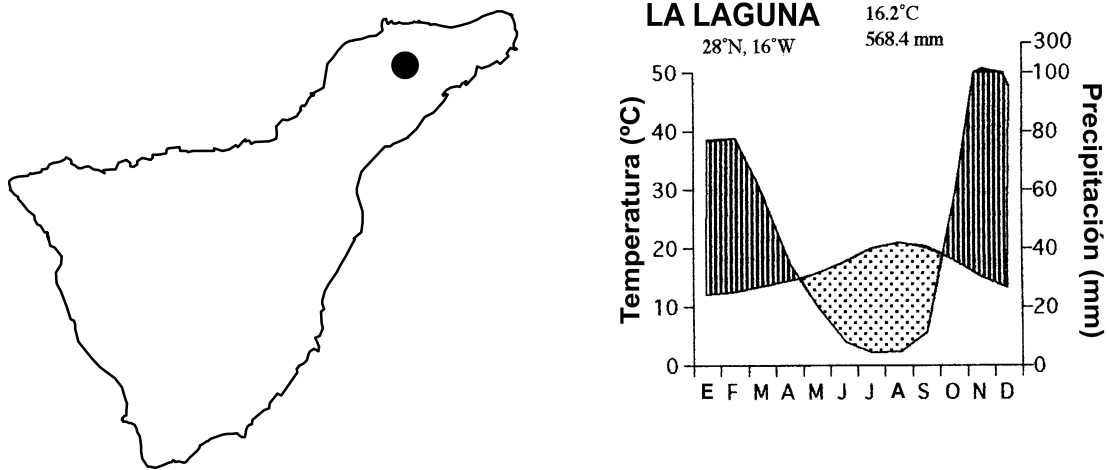 LA LAGUNA
16.2°C
28°N, 16°W
568.4 mm
Temperatura (ºC)
50
40
30
20
10
0
300
100
80
60
40
20
0
Precipitación (mm)
E F M A M J J A S O N D